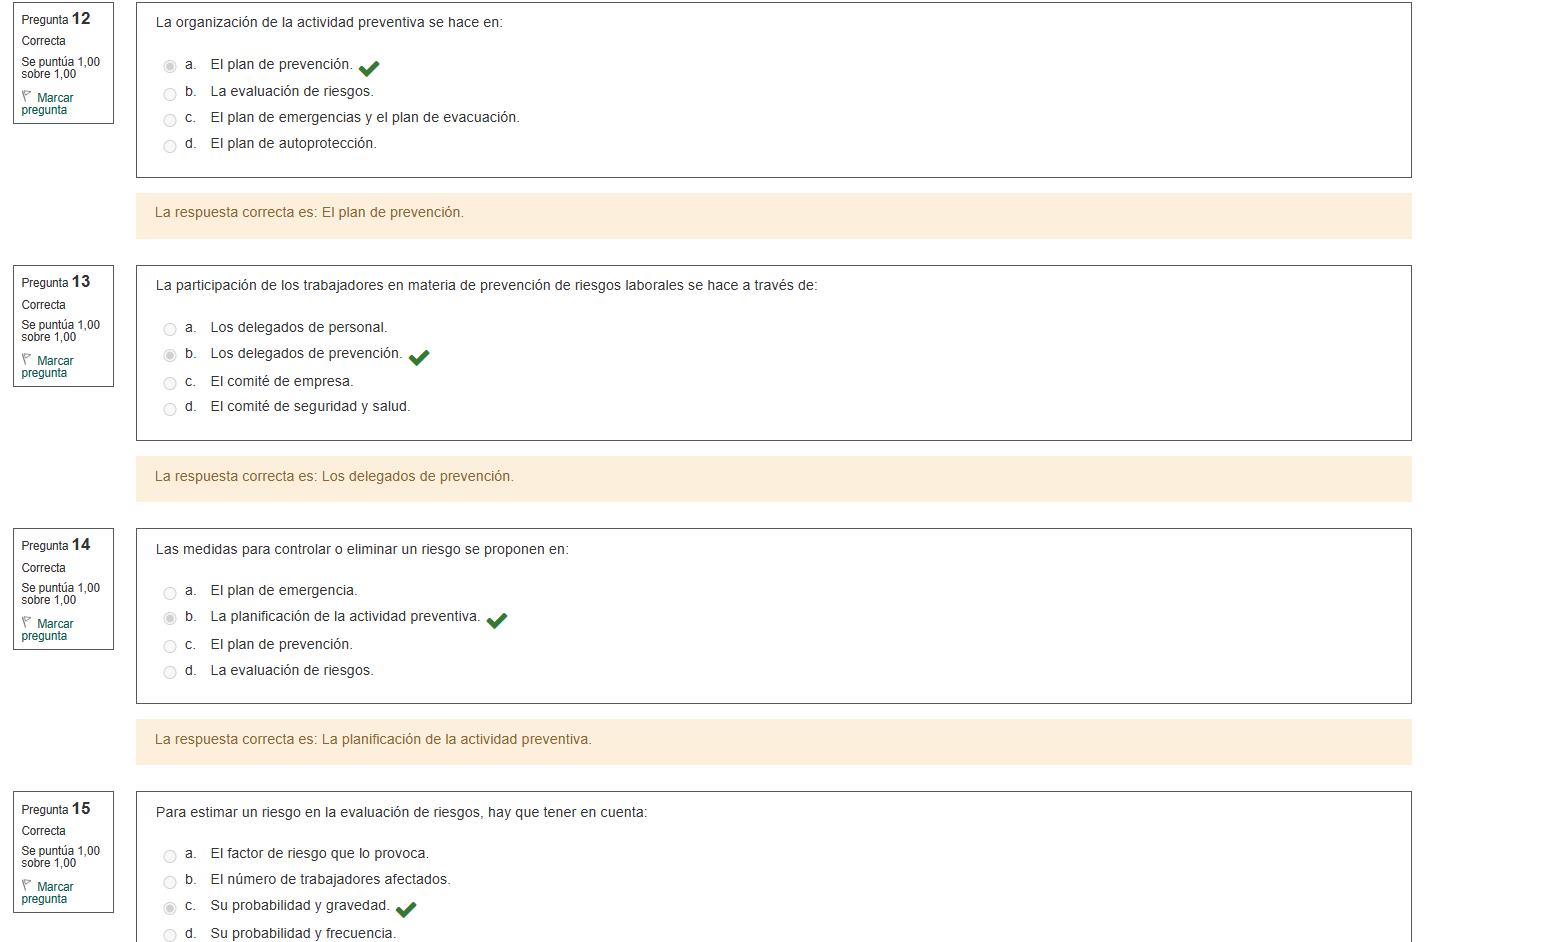 Pregunta 12
Correcta
Se puntúa 1,00
sobre 1,00
Marcar
pregunta
La organización de la actividad preventiva se hace en:
a. El plan de prevención.
b. La evaluación de riesgos.
c. El plan de emergencias y el plan de evacuación.
d. El plan de autoprotección.
La respuesta correcta es: El plan de prevención.
Pregunta 13
Correcta
Se puntúa 1,00
sobre 1,00
Marcar
pregunta
La participación de los trabajadores en materia de prevención de riesgos laborales se hace a través de:
a. Los delegados de personal.
b. Los delegados de prevención.
c. El comité de empresa.
d. El comité de seguridad y salud.
La respuesta correcta es: Los delegados de prevención.
Pregunta 14
Correcta
Se puntúa 1,00
sobre 1,00
Marcar
pregunta
Las medidas para controlar o eliminar un riesgo se proponen en:
a. El plan de emergencia.
b. La planificación de la actividad preventiva.
c. El plan de prevención.
d. La evaluación de riesgos.
La respuesta correcta es: La planificación de la actividad preventiva.
Pregunta 15
Correcta
Se puntúa 1,00
sobre 1,00
Marcar
pregunta
Para estimar un riesgo en la evaluación de riesgos, hay que tener en cuenta:
a. El factor de riesgo que lo provoca.
b. El número de trabajadores afectados.
c. Su probabilidad y gravedad.
d. Su probabilidad y frecuencia.